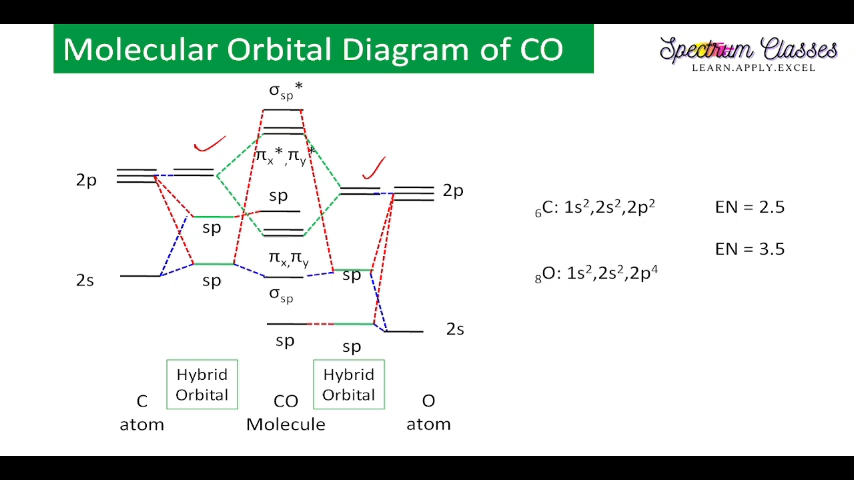 Molecular Orbital Diagram of CO
Spectrum Classes
LEARN.APPLY.EXCEL
σsp*
πx*,πy*
2p
2p
sp
sp
πx,πy
2s
sp
sp
σsp
sp
sp
2s
Hybrid
Orbital
Hybrid
Orbital
C
atom
CO
Molecule
O
atom
₆C: 1s²,2s²,2p²
EN = 2.5
EN = 3.5
₈O: 1s²,2s²,2p⁴